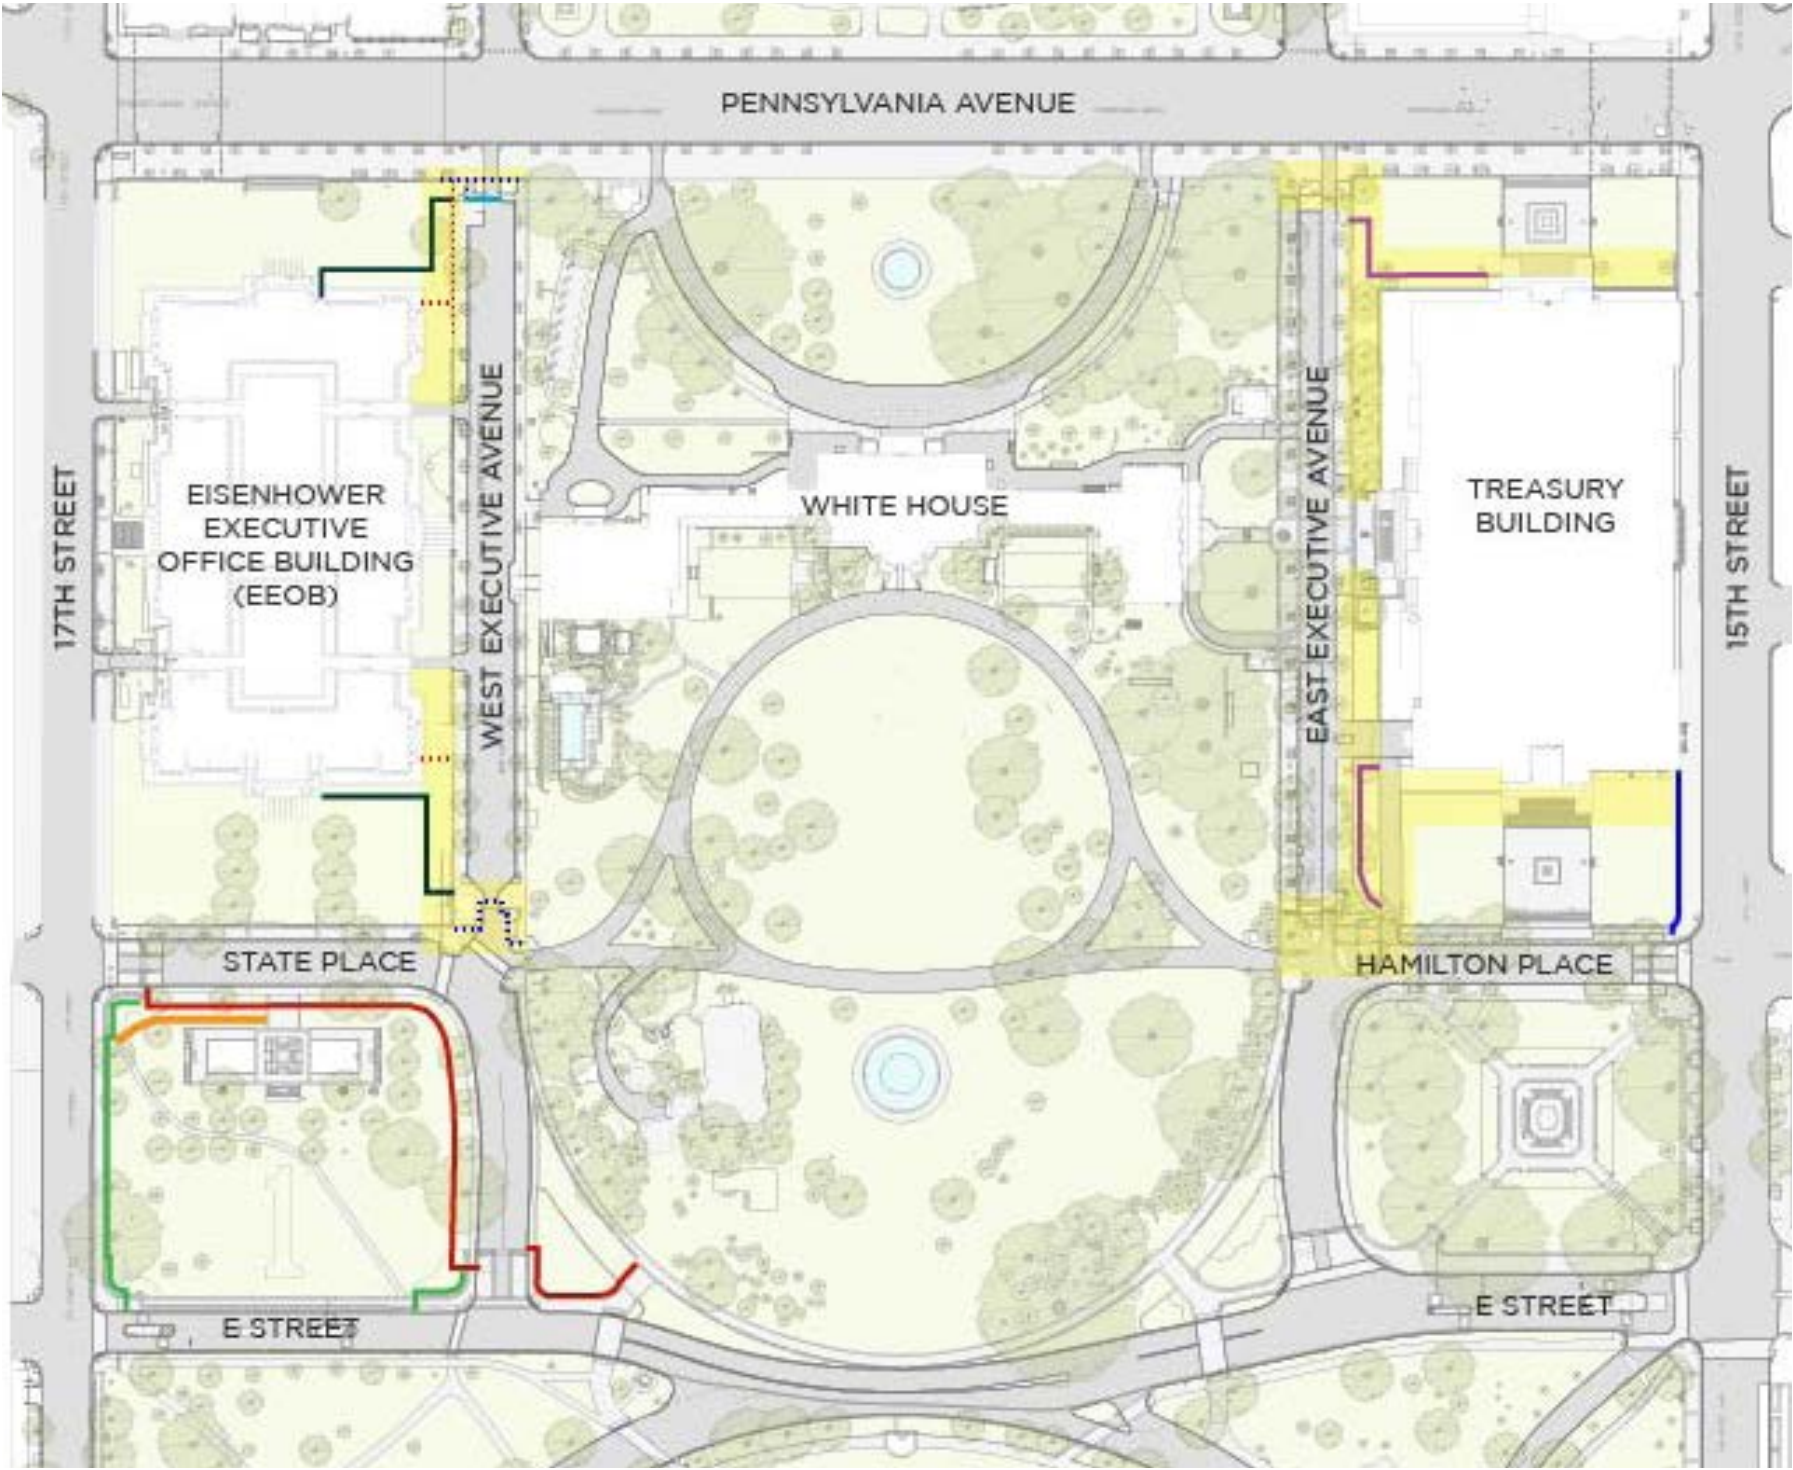 PENNSYLVANIA AVENUE
17TH STREET
EISENHOWER
EXECUTIVE
OFFICE BUILDING
(EEOB)
WEST EXECUTIVE AVENUE
WHITE HOUSE
EAST EXECUTIVE AVENUE
TREASURY
BUILDING
15TH STREET
STATE PLACE
HAMILTON PLACE
E STREET
E STREET